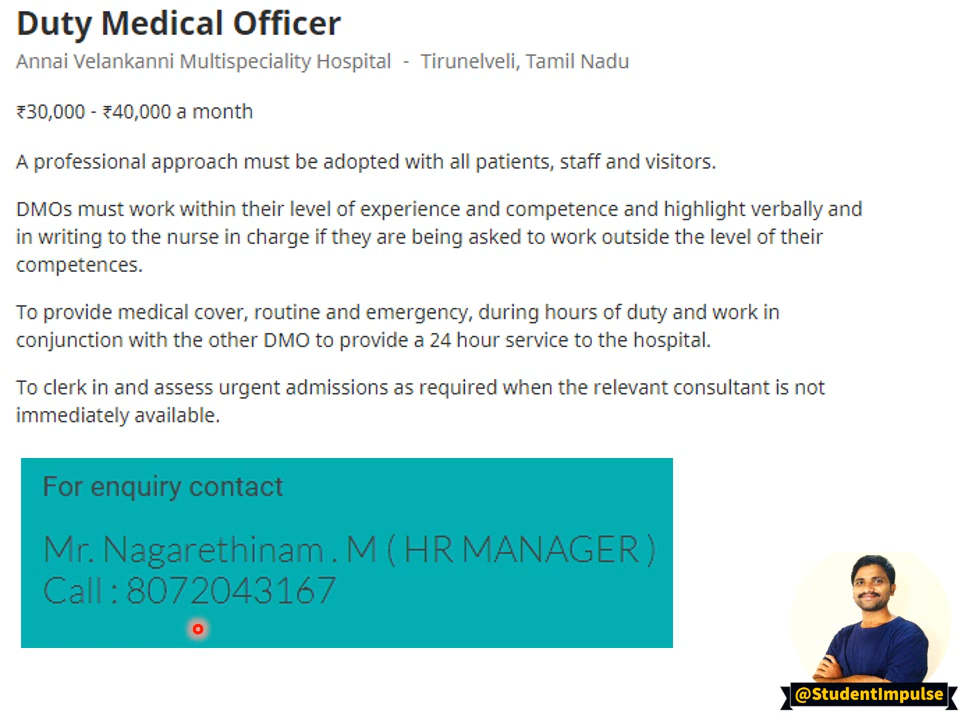 Duty Medical Officer
Annai Velankanni Multispeciality Hospital - Tirunelveli, Tamil Nadu
₹30,000 - ₹40,000 a month
A professional approach must be adopted with all patients, staff and visitors.
DMOs must work within their level of experience and competence and highlight verbally and
in writing to the nurse in charge if they are being asked to work outside the level of their
competences.
To provide medical cover, routine and emergency, during hours of duty and work in
conjunction with the other DMO to provide a 24 hour service to the hospital.
To clerk in and assess urgent admissions as required when the relevant consultant is not
immediately available.
For enquiry contact
Mr. Nagarethinam . M ( HR MANAGER )
Call : 8072043167
@StudentImpulse